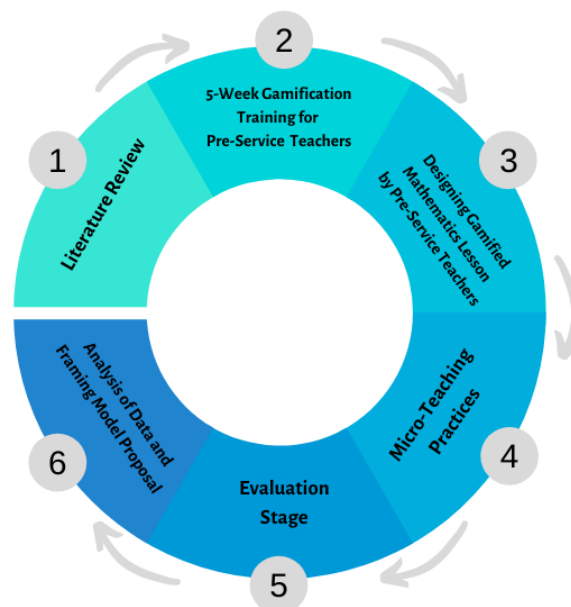 1
Literature Review
2
5-Week Gamification
Training for
Pre-Service Teachers
3
Designing Gamified
Mathematics Lesson
by Pre-Service Teachers
4
Micro-Teaching
Practices
5
Evaluation
Stage
6
Analysis of Data and
Framing Model Proposal